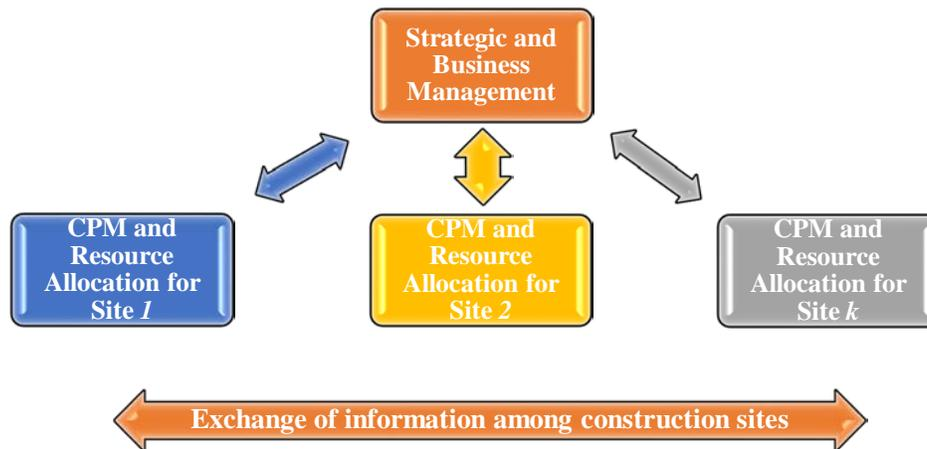 Strategic and
Business
Management
CPM and
Resource
Allocation for
Site 1
CPM and
Resource
Allocation for
Site 2
CPM and
Resource
Allocation for
Site k
Exchange of information among construction sites